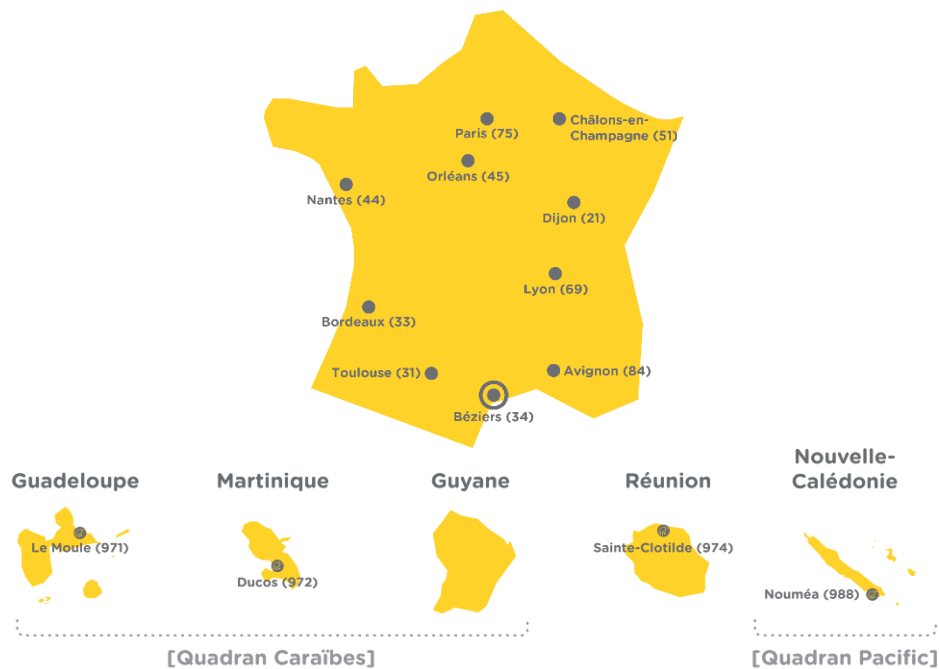 Paris (75)
Châlons-en-
Champagne (51)
Orléans (45)
Nantes (44)
Dijon (21)
Lyon (69)
Bordeaux (33)
Toulouse (31)
Avignon (84)
Béziers (34)
Guadeloupe
Martinique
Guyane
Réunion
Nouvelle-
Calédonie
Le Moule (971)
Ducos (972)
Sainte-Clotilde (974)
Nouméa (988)
[Quadran Caraïbes]
[Quadran Pacific]